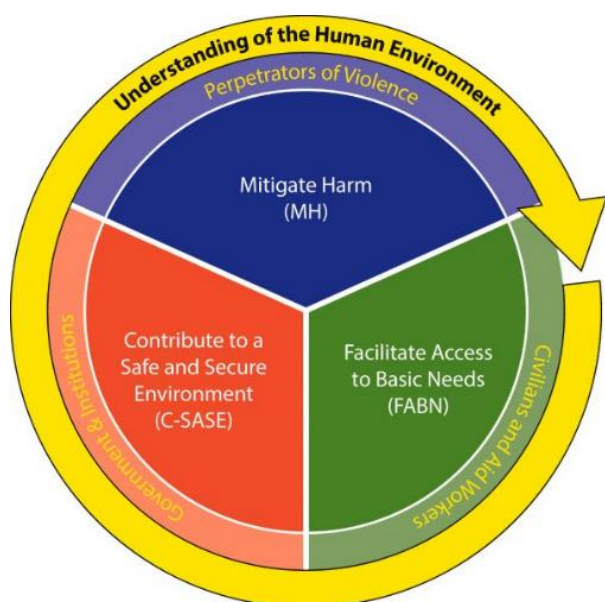 Understanding of the Human Environment
Perpetrators of Violence
Mitigate Harm
(MH)
Contribute to a
Safe and Secure
Environment
(C-SASE)
Facilitate Access
to Basic Needs
(FABN)
Government & Institutions
Civilians and Aid Workers